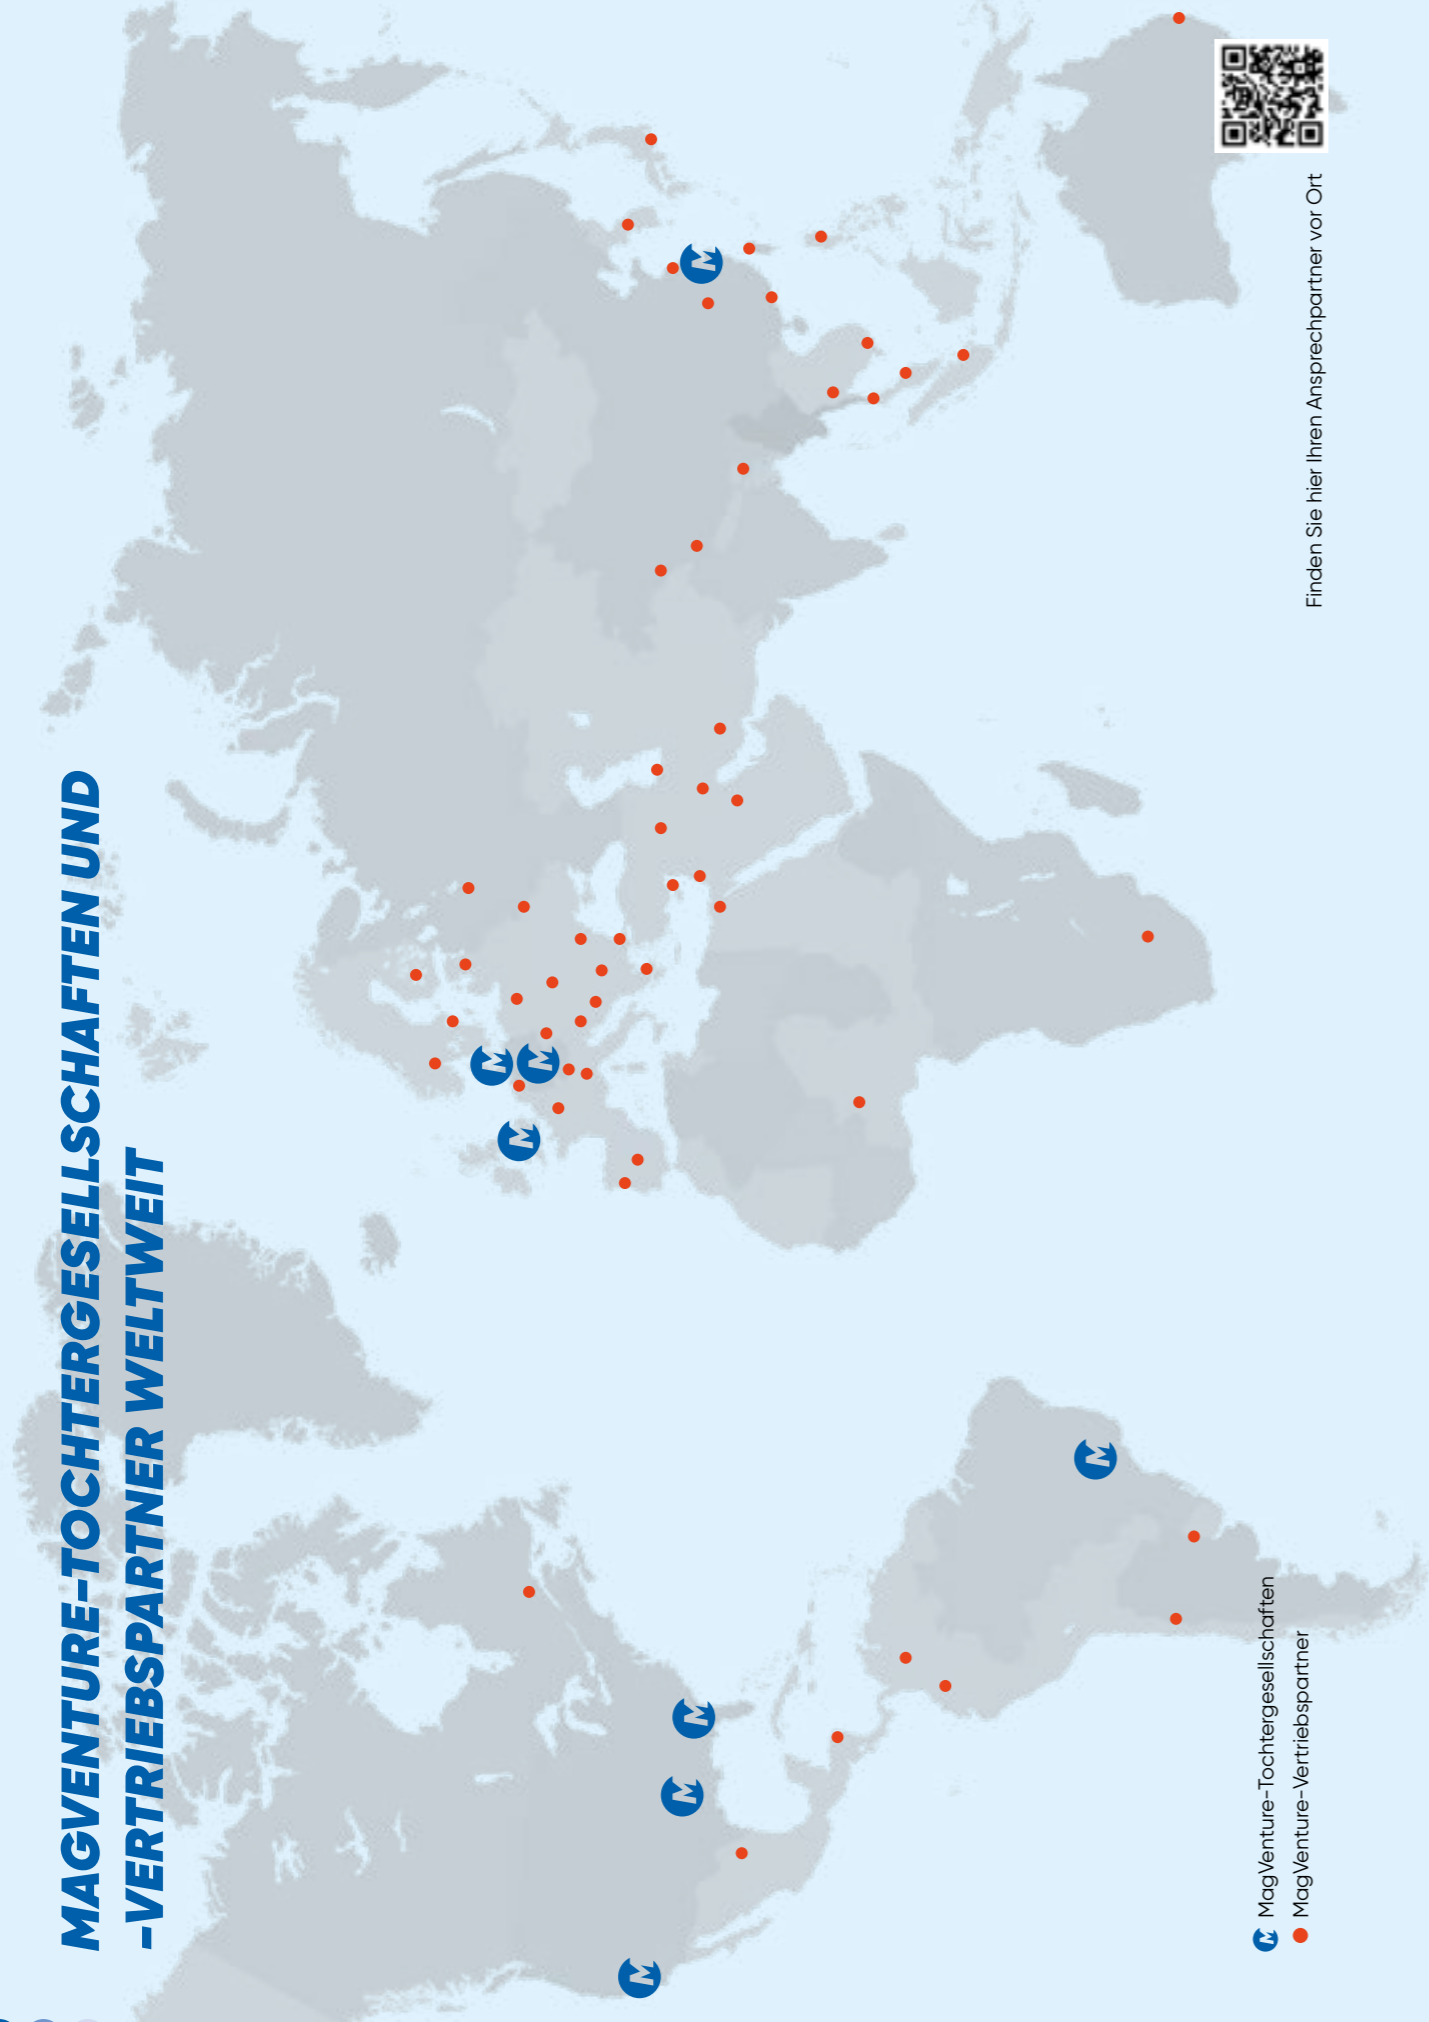 MAGVENTURE-TOCHTERGESELLSCHAFTEN UND
-VERTRIEBSPARTNER WELTWEIT
MagVenture-Tochtergesellschaften
MagVenture-Vertriebspartner
Finden Sie hier Ihren Ansprechpartner vor Ort